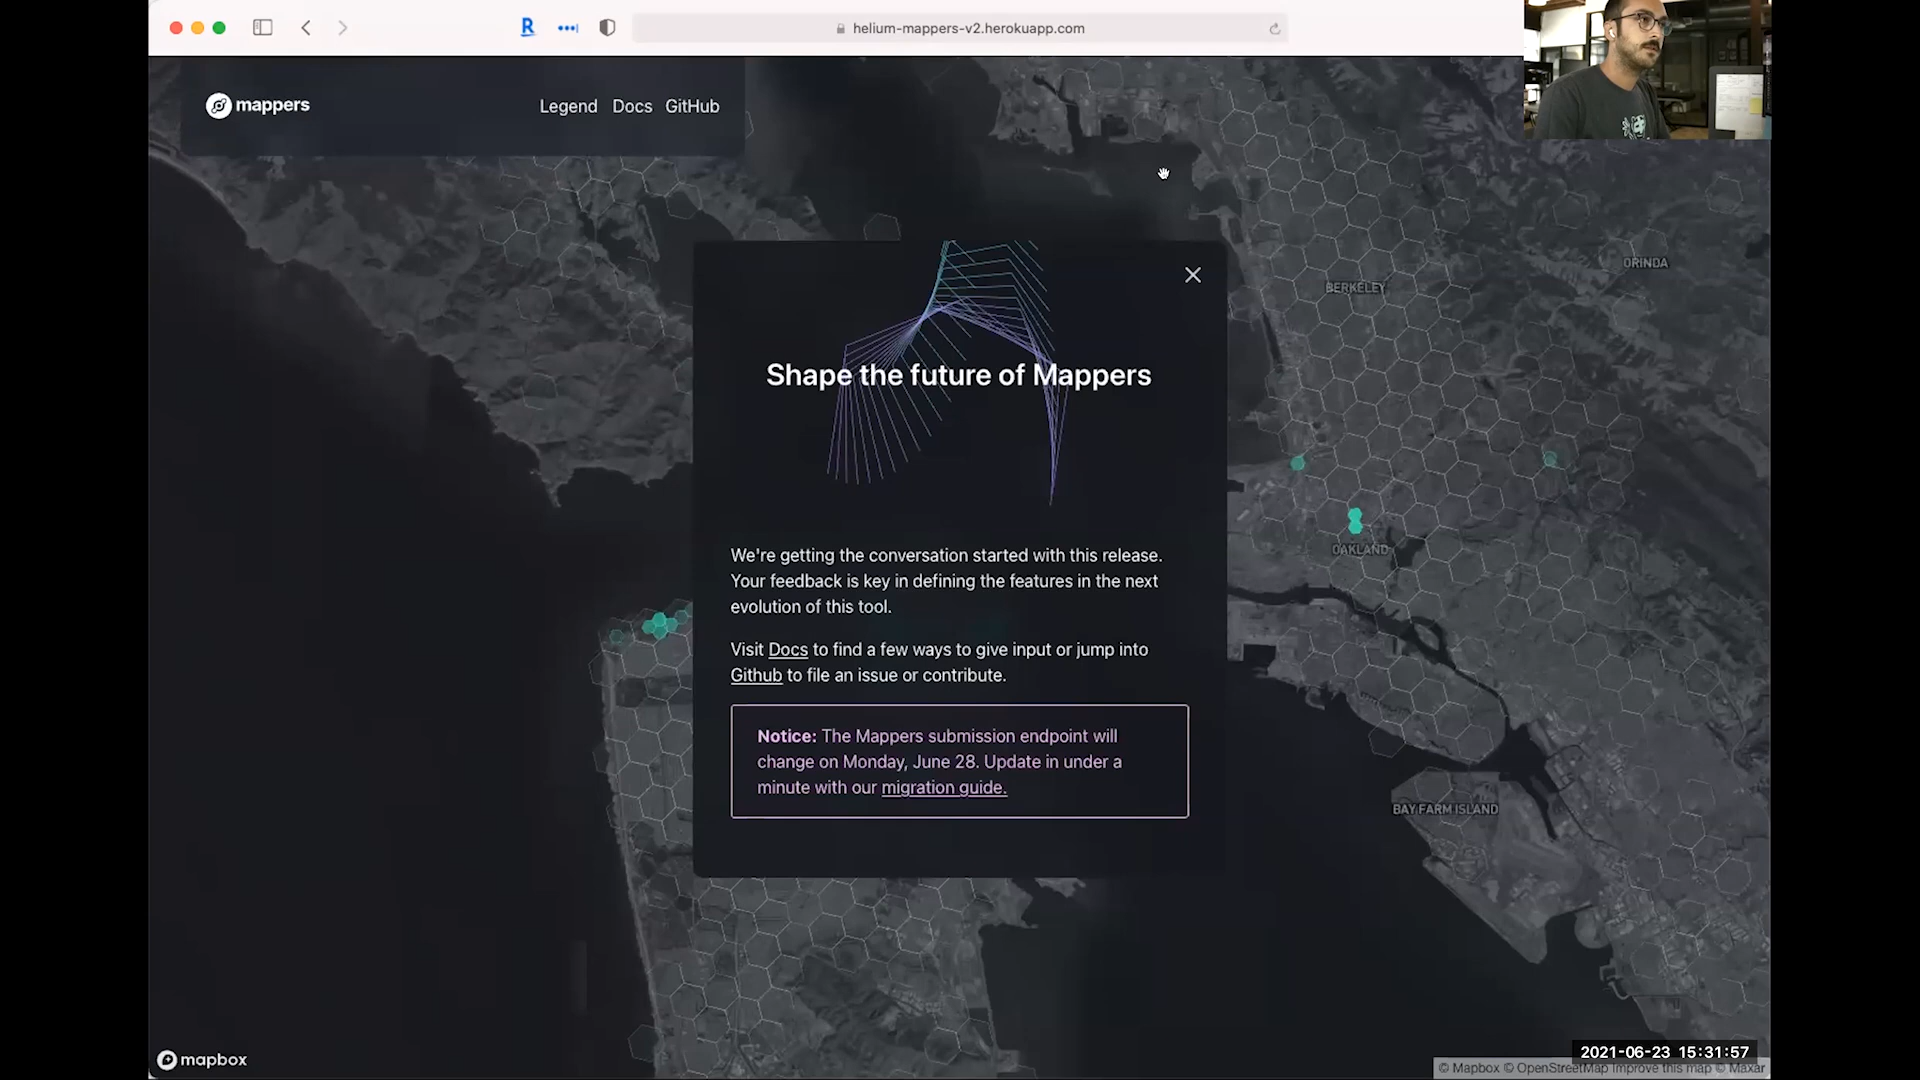 helium-mappers-v2.herokuapp.com
mappers
Legend Docs GitHub
ORINDA
BERKELEY
Shape the future of Mappers
OAKLAND
We're getting the conversation started with this release.
Your feedback is key in defining the features in the next
evolution of this tool.
Visit Docs to find a few ways to give input or jump into
Github to file an issue or contribute.
Notice: The Mappers submission endpoint will
change on Monday, June 28. Update in under a
minute with our migration guide.
BAY FARM ISLAND
mapbox
2021-06-23 15:31:57
© Mapbox © OpenStreetMap Improve this map © Maxar